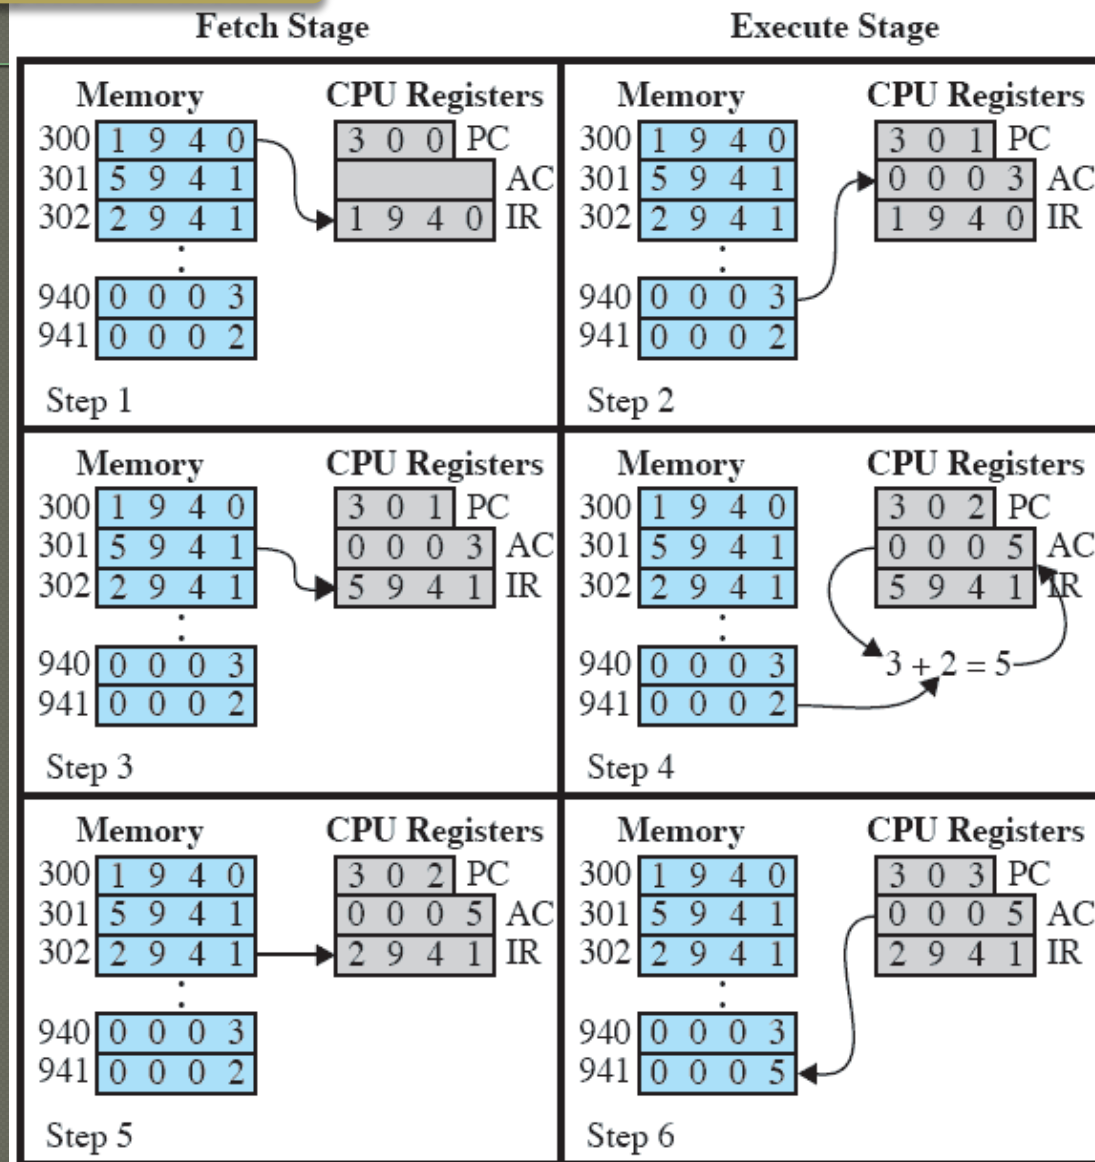 Fetch Stage
Execute Stage
Memory
CPU Registers
300 1 9 4 0
3 0 0 PC
301 5 9 4 1
AC
302 2 9 4 1
1 9 4 0 IR
940 0 0 0 3
941 0 0 0 2
Step 1
Memory
CPU Registers
300 1 9 4 0
3 0 1 PC
301 5 9 4 1
0 0 0 3 AC
302 2 9 4 1
1 9 4 0 IR
940 0 0 0 3
941 0 0 0 2
Step 2
Memory
CPU Registers
300 1 9 4 0
3 0 1 PC
301 5 9 4 1
0 0 0 3 AC
302 2 9 4 1
5 9 4 1 IR
940 0 0 0 3
941 0 0 0 2
Step 3
Memory
CPU Registers
300 1 9 4 0
3 0 2 PC
301 5 9 4 1
0 0 0 5 AC
302 2 9 4 1
5 9 4 1 IR
940 0 0 0 3
3 + 2 = 5
941 0 0 0 2
Step 4
Memory
CPU Registers
300 1 9 4 0
3 0 2 PC
301 5 9 4 1
0 0 0 5 AC
302 2 9 4 1
2 9 4 1 IR
940 0 0 0 3
941 0 0 0 2
Step 5
Memory
CPU Registers
300 1 9 4 0
3 0 3 PC
301 5 9 4 1
0 0 0 5 AC
302 2 9 4 1
2 9 4 1 IR
940 0 0 0 3
941 0 0 0 5
Step 6